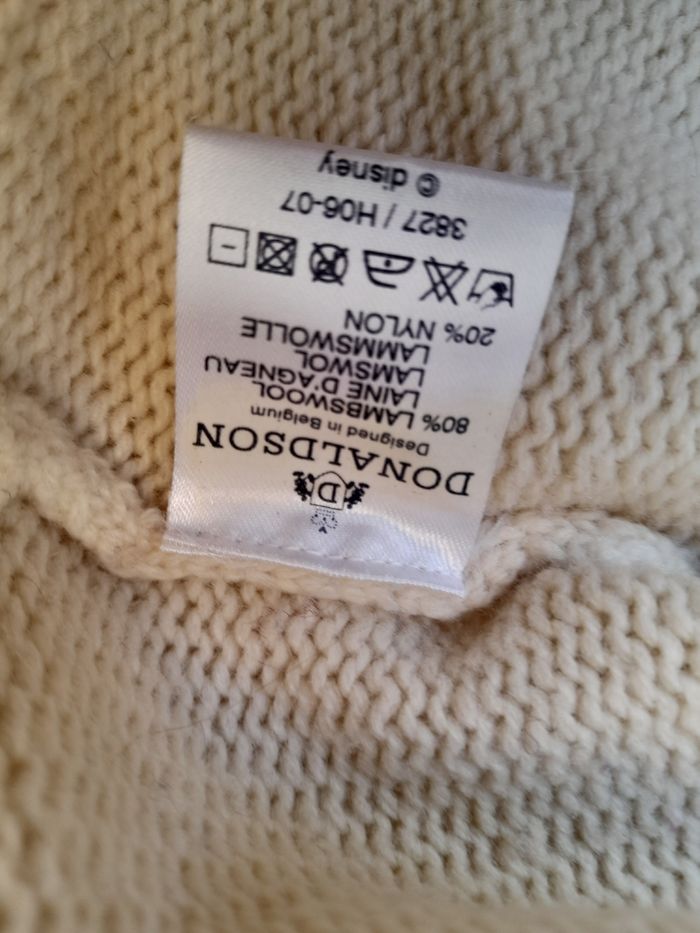 D
DONALDSON
Designed in Belgium
80% LAMBSWOOL
LAINE D'AGNEAU
LAMSWOL
LAMMSWOLLE
20% NYLON
3827 / H06-07
© disney